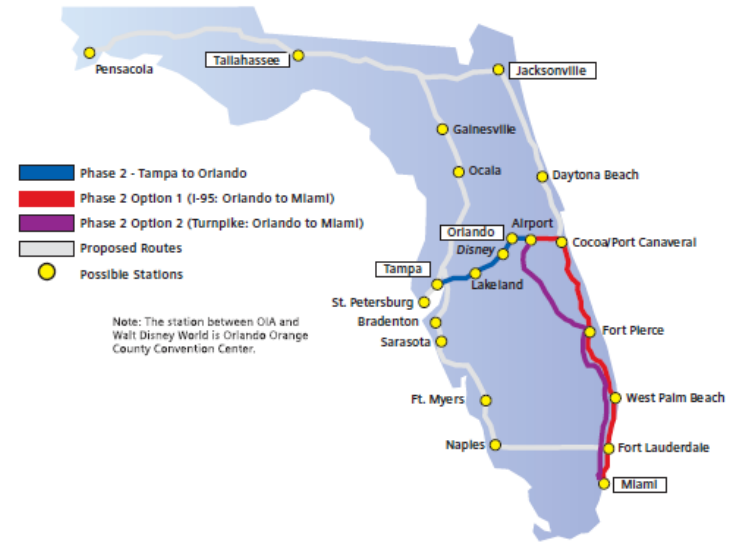 Pensacola
Tallahassee
Jacksonville
Gainesville
Ocala
Daytona Beach
Phase 2 - Tampa to Orlando
Phase 2 Option 1 (I-95: Orlando to Miami)
Phase 2 Option 2 (Turnpike: Orlando to Miami)
Proposed Routes
Possible Stations
Airport
Orlando
Disney
Cocoa/Port Canaveral
Tampa
Lakeland
St. Petersburg
Bradenton
Sarasota
Note: The station between OIA and
Walt Disney World is Orlando Orange
County Convention Center.
Fort Pierce
Ft. Myers
West Palm Beach
Naples
Fort Lauderdale
Miami